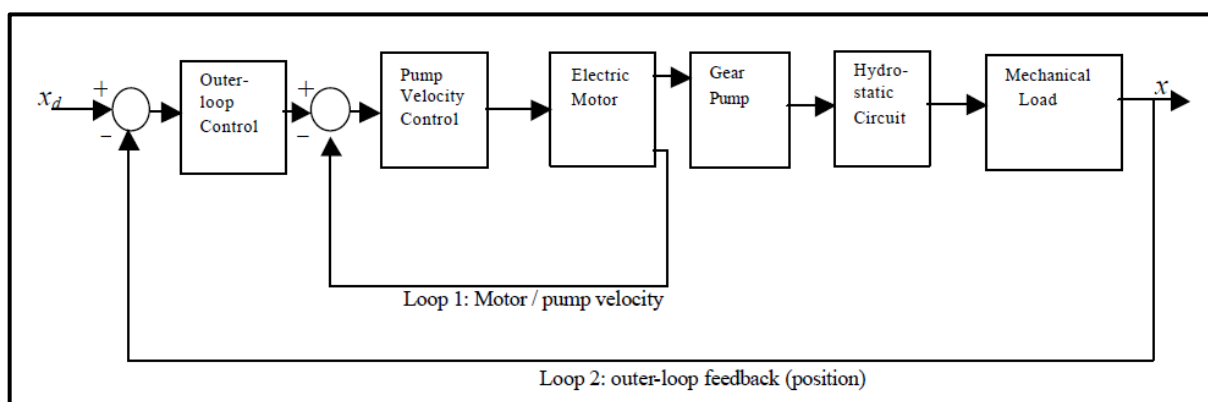 x_d
+
−
Outer-
loop
Control
+
−
Pump
Velocity
Control
Electric
Motor
Gear
Pump
Hydro-
static
Circuit
Mechanical
Load
x
Loop 1: Motor / pump velocity
Loop 2: outer-loop feedback (position)